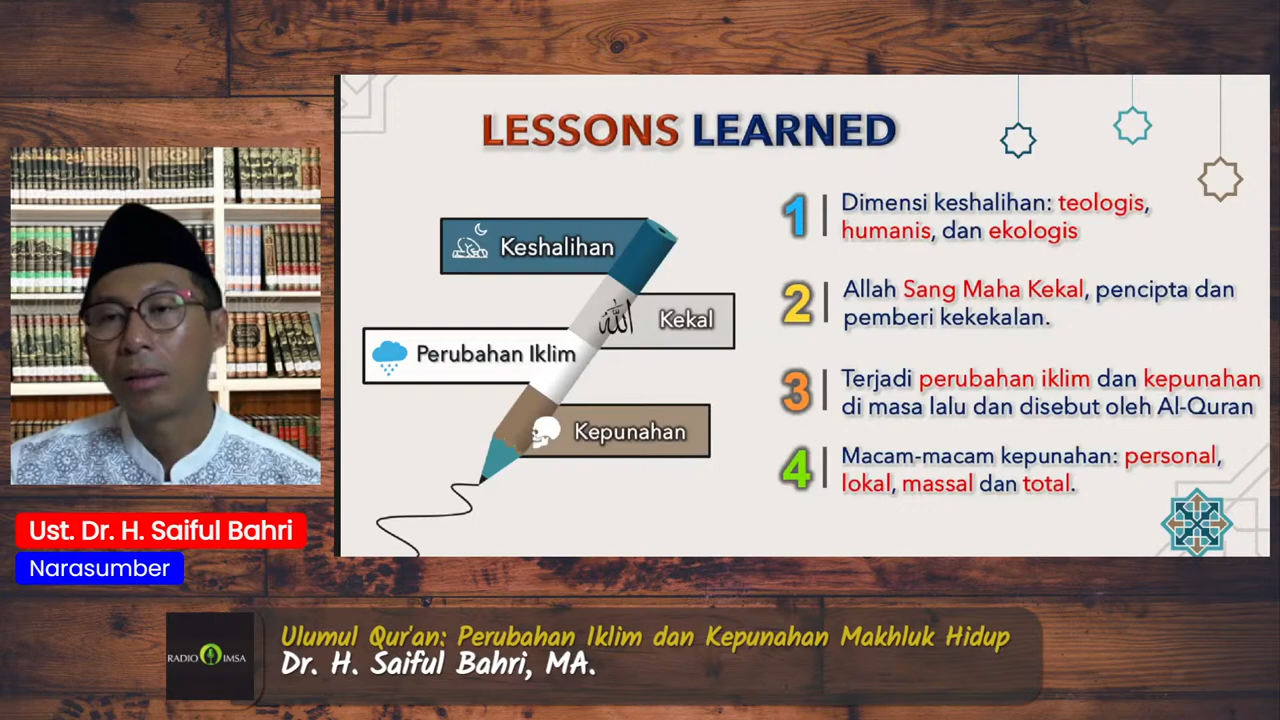 LESSONS LEARNED
Keshalihan
الله
Kekal
Perubahan Iklim
Kepunahan
1
Dimensi keshalihan: teologis,
humanis, dan ekologis
2
Allah Sang Maha Kekal, pencipta dan
pemberi kekekalan.
3
Terjadi perubahan iklim dan kepunahan
di masa lalu dan disebut oleh Al-Quran
4
Macam-macam kepunahan: personal,
lokal, massal dan total.
Ust. Dr. H. Saiful Bahri
Narasumber
RADIO IMSA
Ulumul Qur'an: Perubahan Iklim dan Kepunahan Makhluk Hidup
Dr. H. Saiful Bahri, MA.